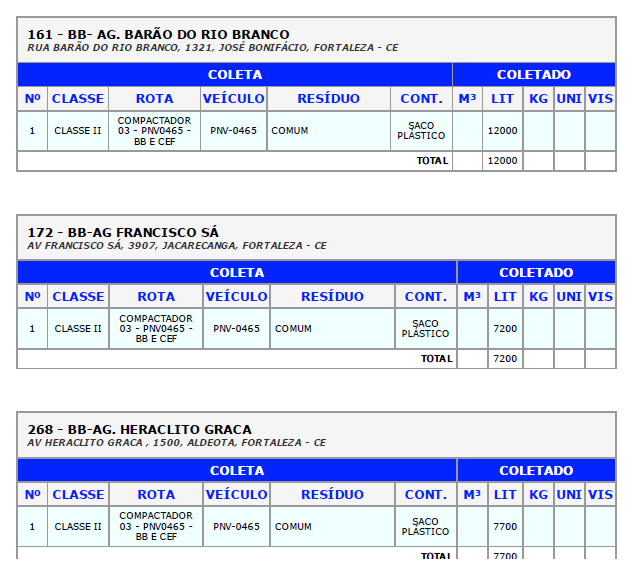 161 - BB- AG. BARÃO DO RIO BRANCO
RUA BARÃO DO RIO BRANCO, 1321, JOSÉ BONIFÁCIO, FORTALEZA - CE
COLETA COLETADO
Nº CLASSE ROTA VEÍCULO RESÍDUO CONT. M³ LIT KG UNI VIS
1 CLASSE II COMPACTADOR 03 - PNV0465 - BB E CEF PNV-0465 COMUM SACO PLÁSTICO 12000
TOTAL 12000
172 - BB-AG FRANCISCO SÁ
AV FRANCISCO SÁ, 3907, JACARECANGA, FORTALEZA - CE
COLETA COLETADO
Nº CLASSE ROTA VEÍCULO RESÍDUO CONT. M³ LIT KG UNI VIS
1 CLASSE II COMPACTADOR 03 - PNV0465 - BB E CEF PNV-0465 COMUM SACO PLÁSTICO 7200
TOTAL 7200
268 - BB-AG. HERACLITO GRACA
AV HERACLITO GRACA , 1500, ALDEOTA, FORTALEZA - CE
COLETA COLETADO
Nº CLASSE ROTA VEÍCULO RESÍDUO CONT. M³ LIT KG UNI VIS
1 CLASSE II COMPACTADOR 03 - PNV0465 - BB E CEF PNV-0465 COMUM SACO PLÁSTICO 7700
TOTAL 7700